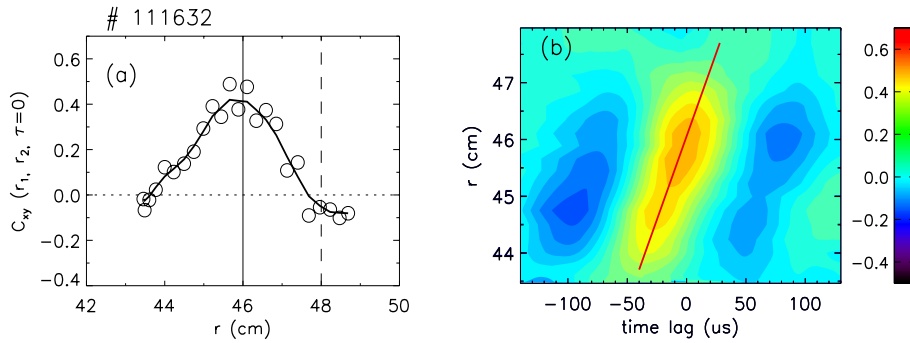 # 111632
(a)
C_xy (r_1, r_2, τ=0)
0.6
0.4
0.2
0.0
-0.2
-0.4
42 44 46 48 50
r (cm)
(b)
r (cm)
47
46
45
44
-100 -50 0 50 100
time lag (us)
0.6
0.4
0.2
0.0
-0.2
-0.4